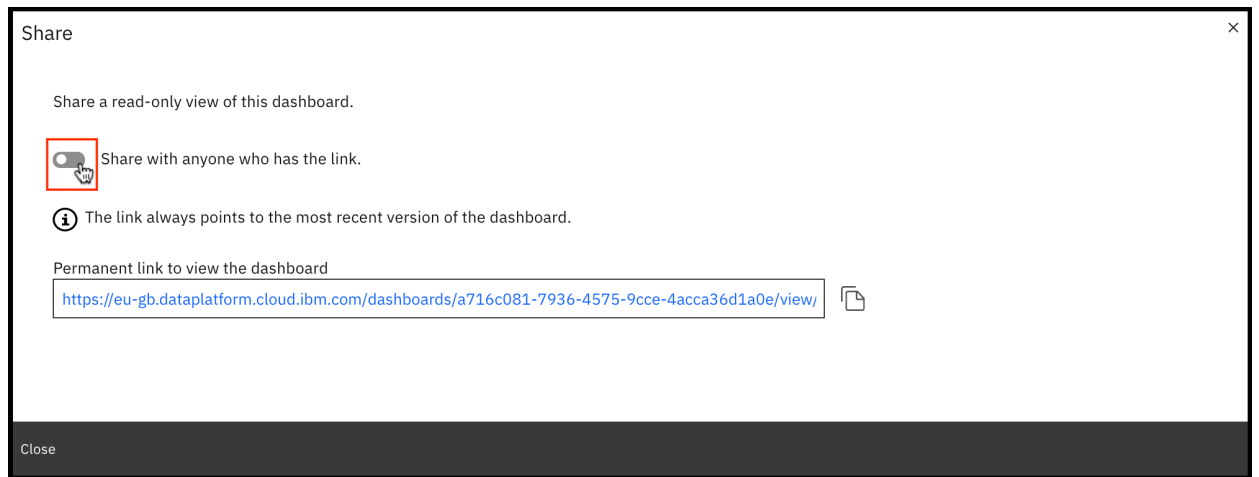 Share
Share a read-only view of this dashboard.
Share with anyone who has the link.
The link always points to the most recent version of the dashboard.
Permanent link to view the dashboard
https://eu-gb.dataplatform.cloud.ibm.com/dashboards/a716c081-7936-4575-9cce-4acca36d1a0e/view/
Close